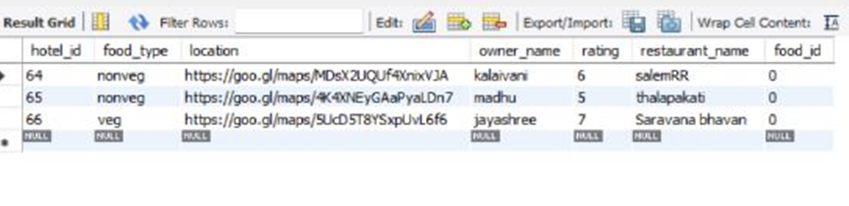 Result Grid Filter Rows: Edit: Export/Import: Wrap Cell Content: IA
hotel_id food_type location owner_name rating restaurant_name food_id
64 nonveg https://goo.gl/maps/MDsX2UQUf4XnixVJA kalaivani 6 salemRR 0
65 nonveg https://goo.gl/maps/4K4XNEyGAaPyaLDn7 madhu 5 thalapakati 0
66 veg https://goo.gl/maps/5UcD5T8YSxpUvL6f6 jayashree 7 Saravana bhavan 0
NULL NULL NULL NULL NULL NULL NULL